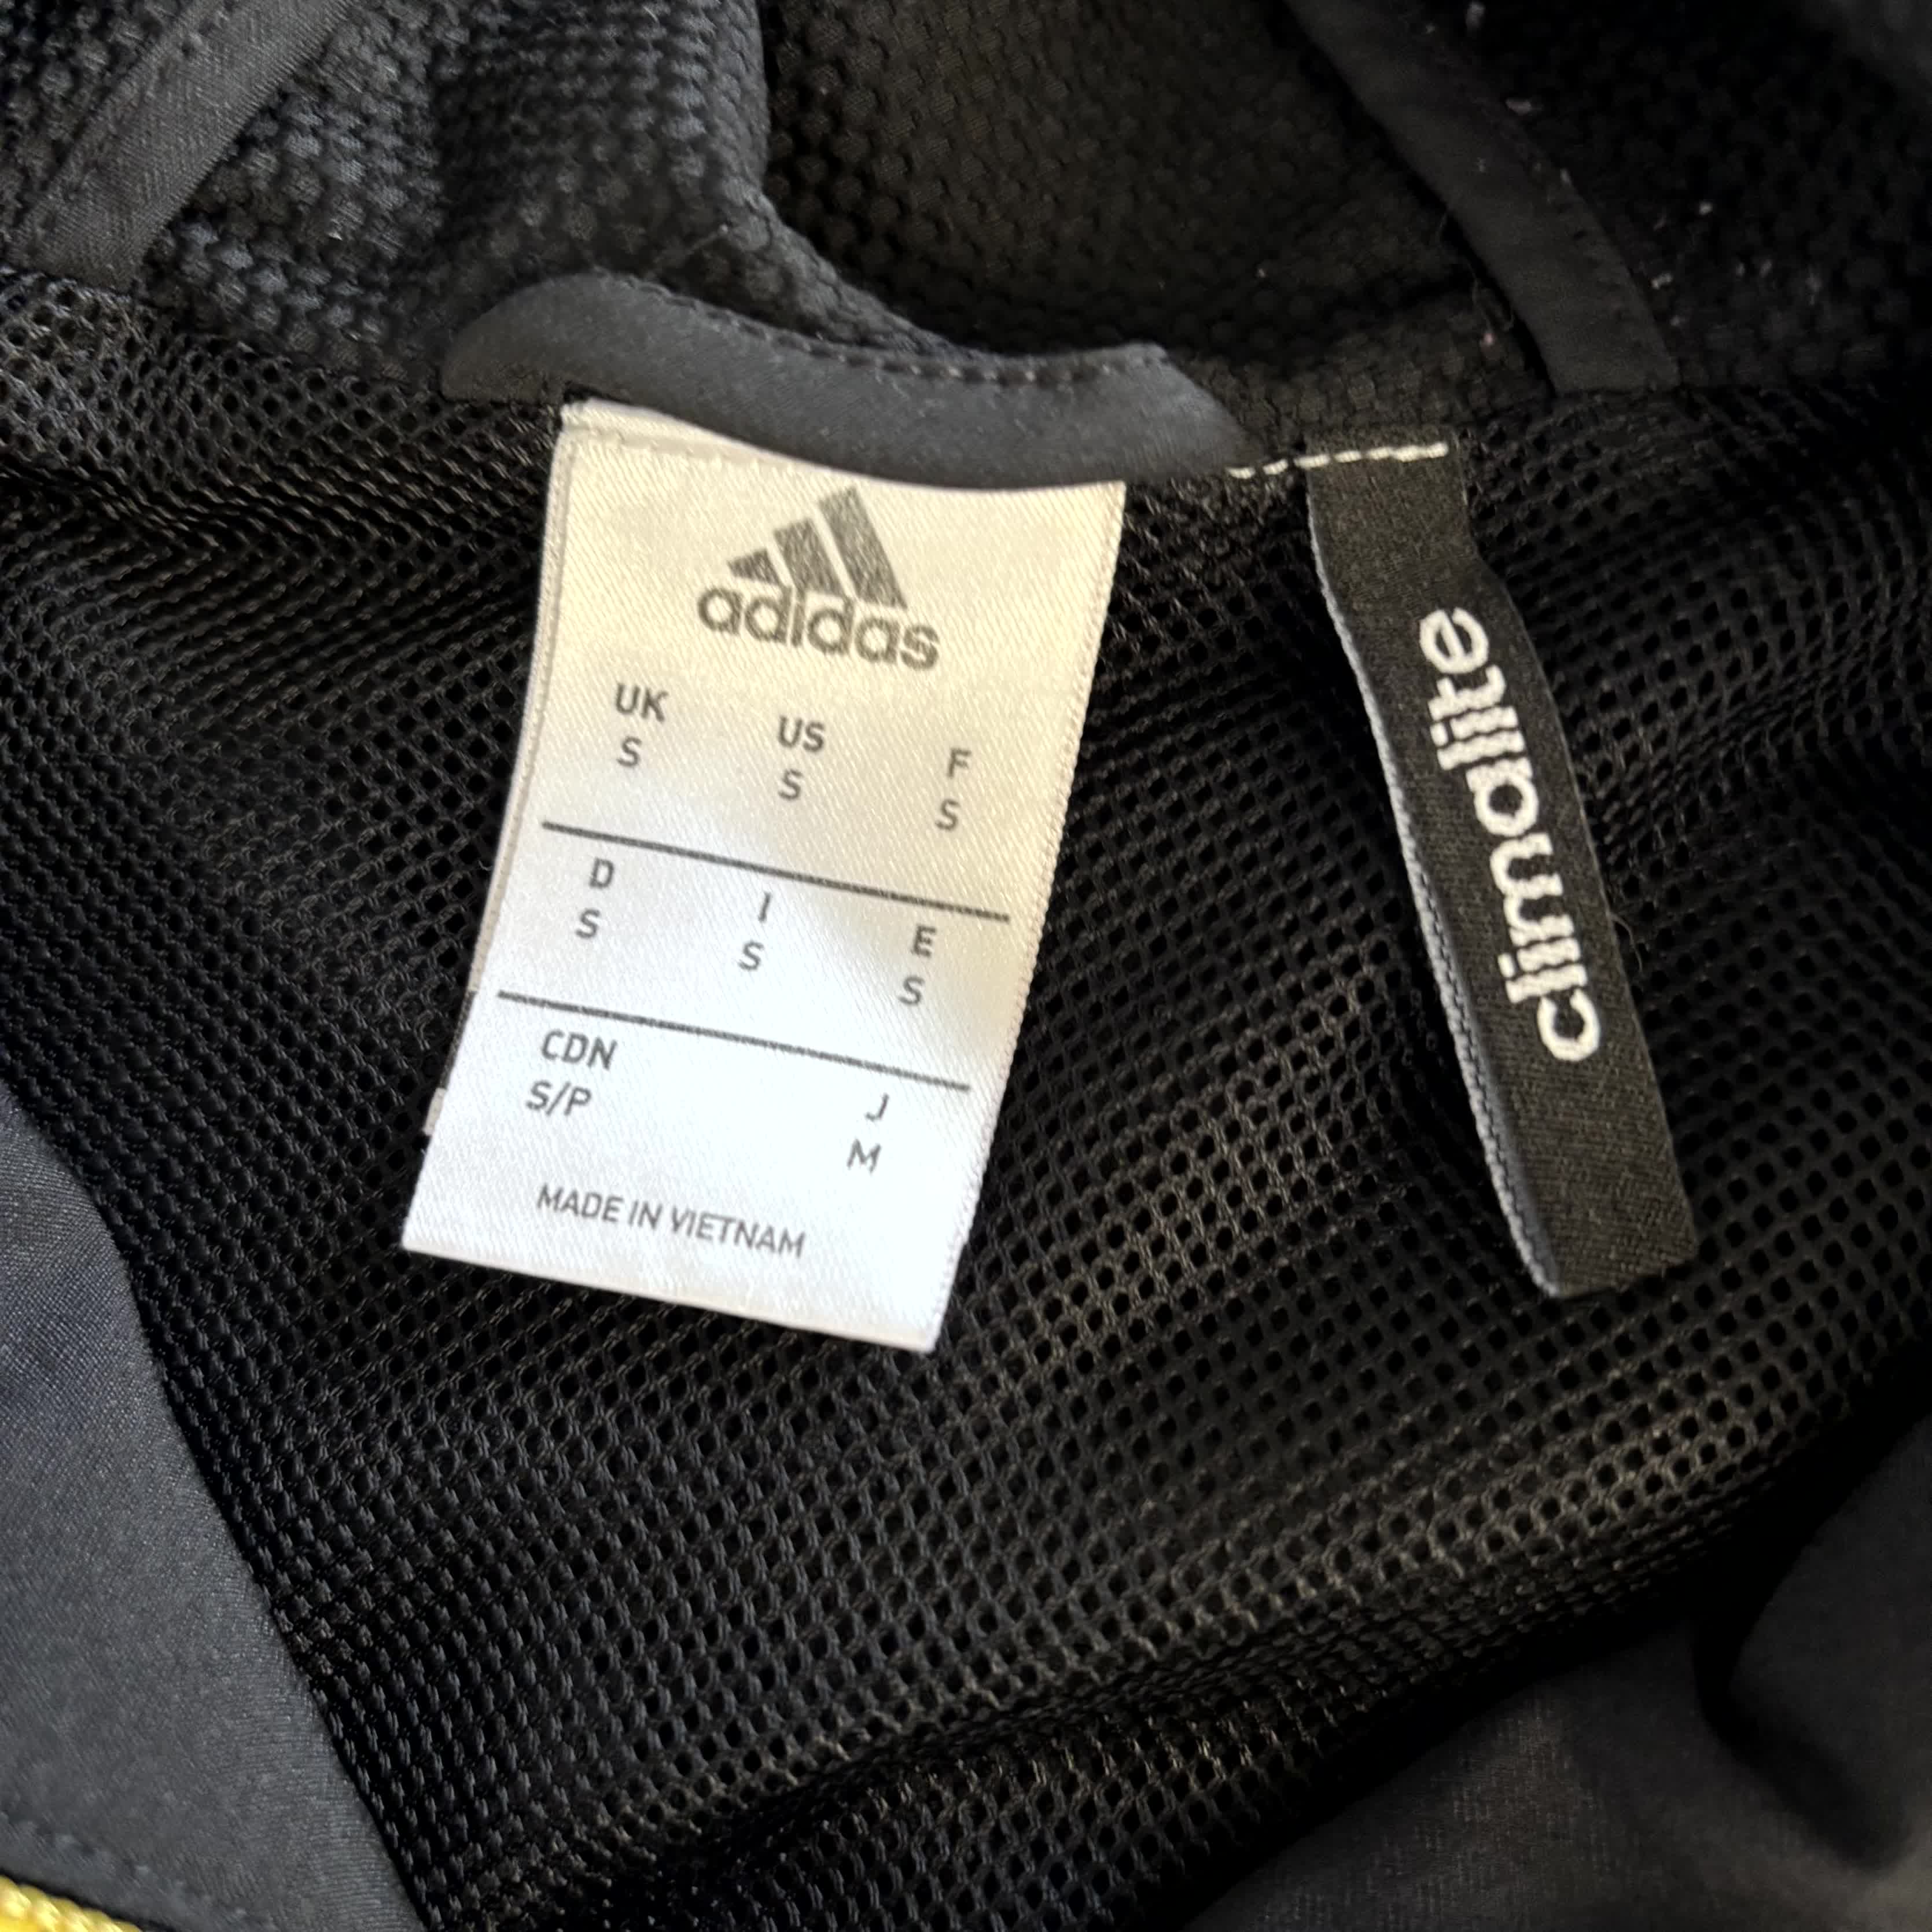 adidas
UK US F
S S S
D I E
S S S
CDN J
S/P M
MADE IN VIETNAM
climalite